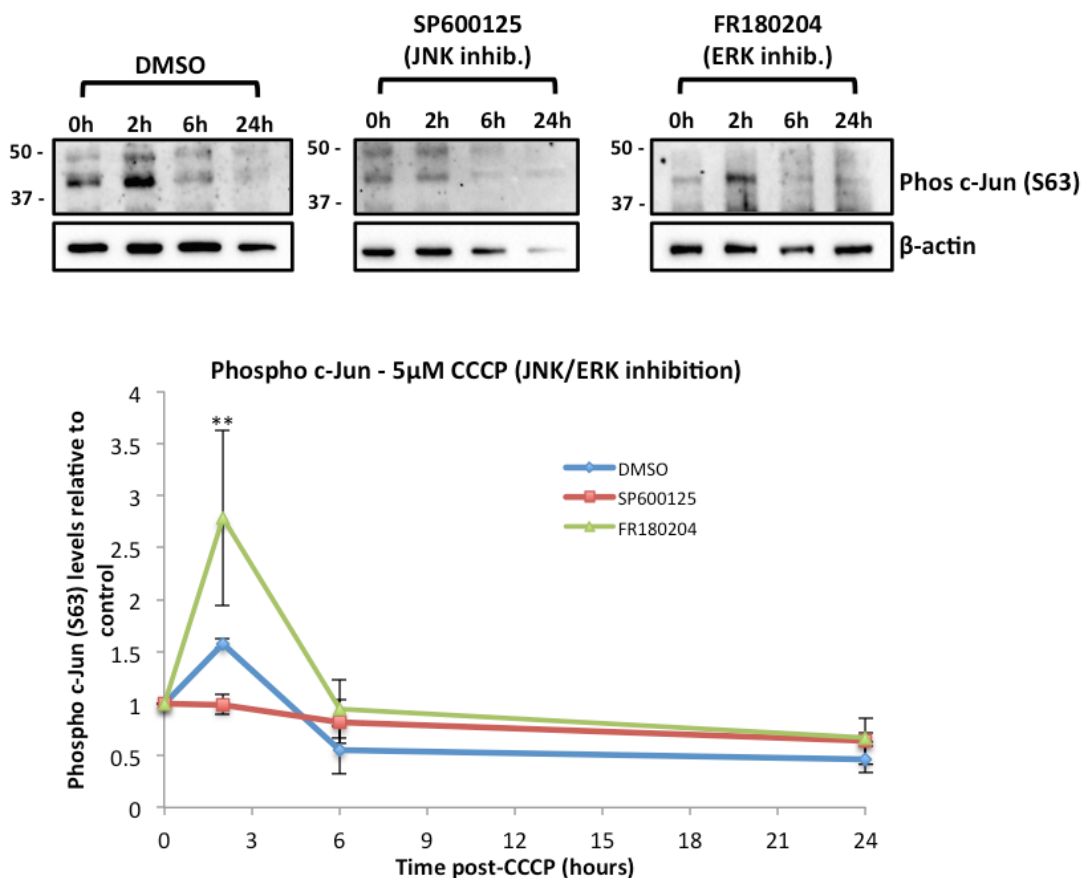 DMSO
SP600125
(JNK inhib.)
FR180204
(ERK inhib.)
0h 2h 6h 24h
0h 2h 6h 24h
0h 2h 6h 24h
50 -
37 -
50 -
37 -
50 -
37 -
Phos c-Jun (S63)
β-actin
Phospho c-Jun - 5μM CCCP (JNK/ERK inhibition)
Phospho c-Jun (S63) levels relative to
control
4
3.5
3
2.5
2
1.5
1
0.5
0
**
DMSO
SP600125
FR180204
0 3 6 9 12 15 18 21 24
Time post-CCCP (hours)